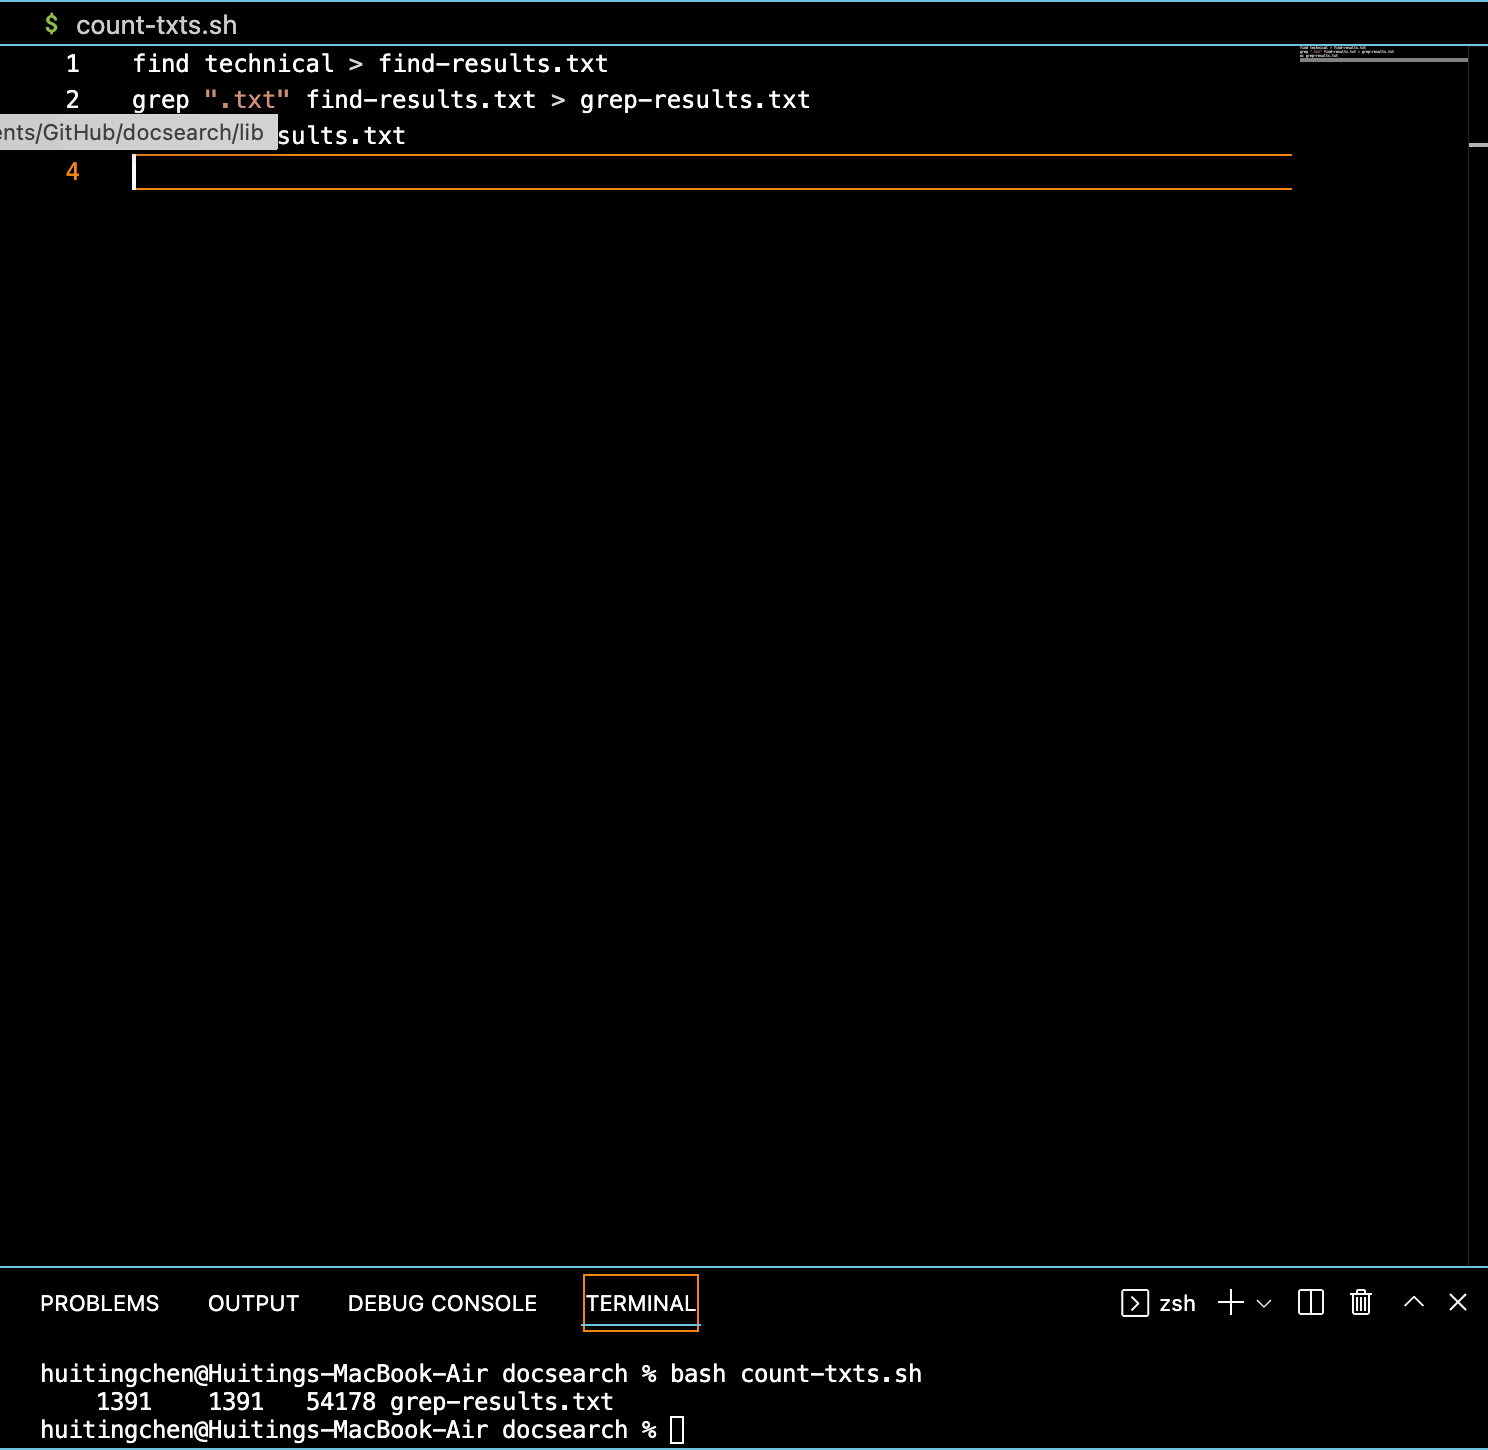 $ count-txts.sh
1 find technical > find-results.txt
2 grep ".txt" find-results.txt > grep-results.txt
ents/GitHub/docsearch/lib sults.txt
4
PROBLEMS OUTPUT DEBUG CONSOLE TERMINAL zsh
huitingchen@Huitings-MacBook-Air docsearch % bash count-txts.sh
1391 1391 54178 grep-results.txt
huitingchen@Huitings-MacBook-Air docsearch %